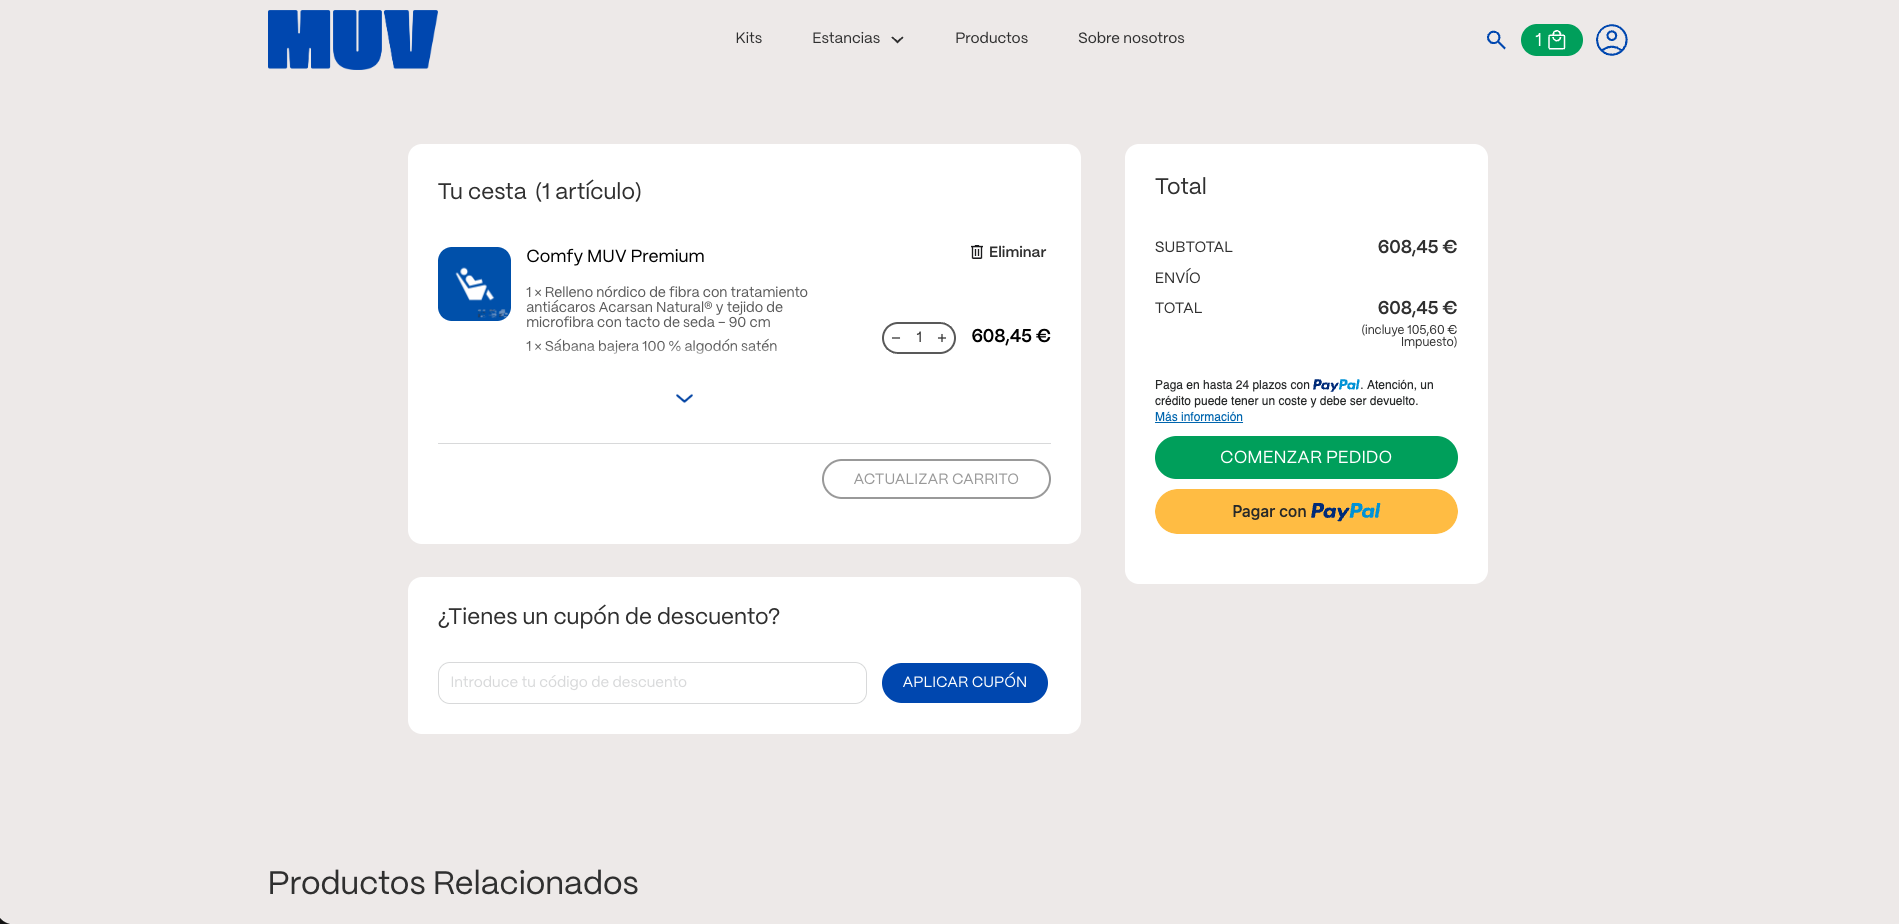 MUV
Kits
Estancias
Productos
Sobre nosotros
1
Tu cesta (1 artículo)
Comfy MUV Premium
Eliminar
1 × Relleno nórdico de fibra con tratamiento
antiácaros Acarsan Natural® y tejido de
microfibra con tacto de seda – 90 cm
1 × Sábana bajera 100 % algodón satén
− 1 +
608,45 €
ACTUALIZAR CARRITO
¿Tienes un cupón de descuento?
Introduce tu código de descuento
APLICAR CUPÓN
Total
SUBTOTAL 608,45 €
ENVÍO
TOTAL 608,45 €
(incluye 105,60 €
Impuesto)
Paga en hasta 24 plazos con PayPal. Atención, un
crédito puede tener un coste y debe ser devuelto.
Más información
COMENZAR PEDIDO
Pagar con PayPal
Productos Relacionados